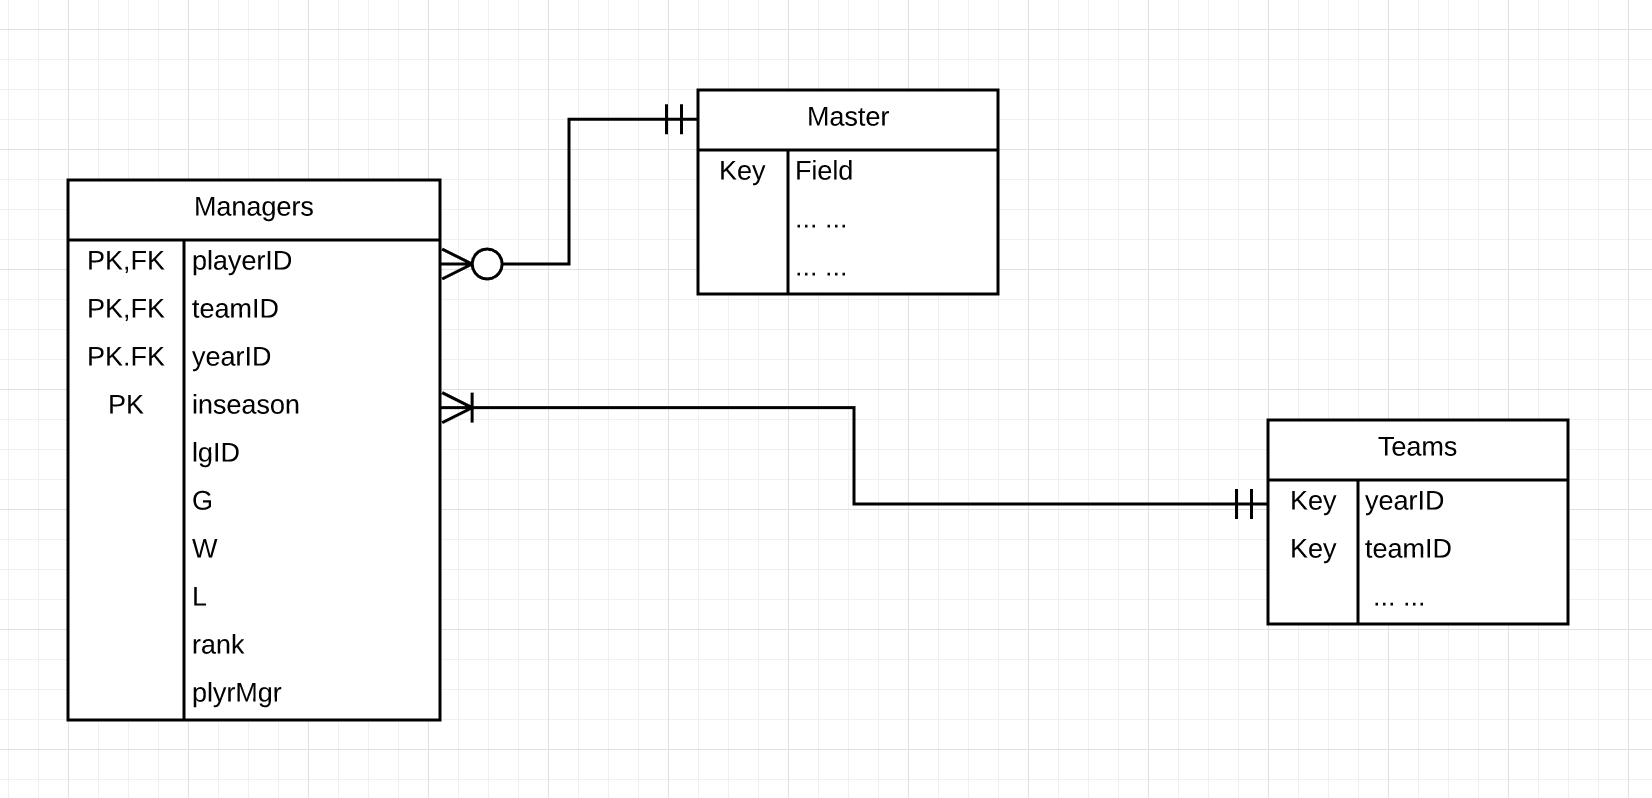 Master
Key Field
... ...
... ...
Managers
PK,FK playerID
PK,FK teamID
PK.FK yearID
PK inseason
lgID
G
W
L
rank
plyrMgr
Teams
Key yearID
Key teamID
... ...